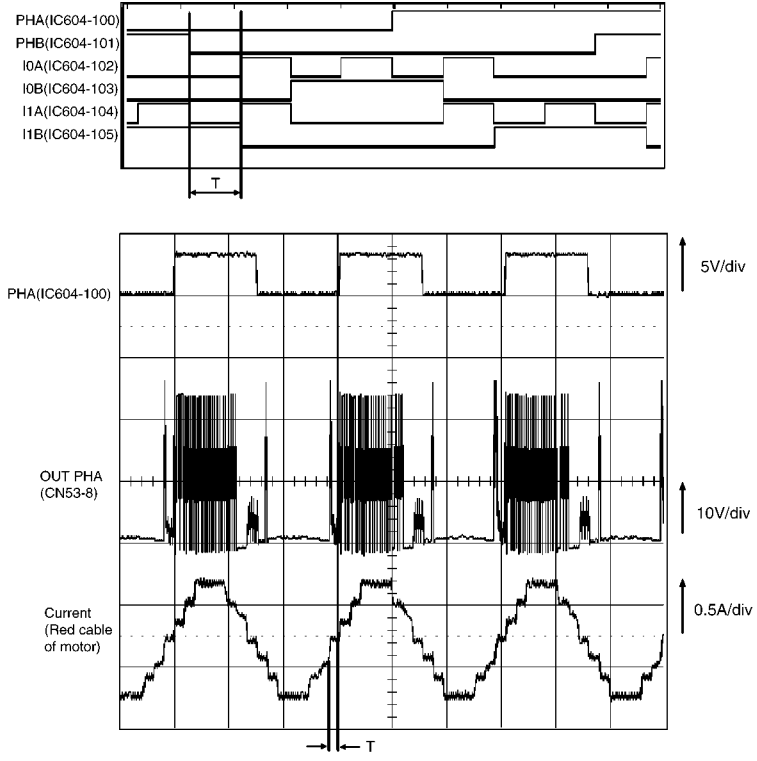 PHA(IC604-100)
PHB(IC604-101)
I0A(IC604-102)
I0B(IC604-103)
I1A(IC604-104)
I1B(IC604-105)
T
5V/div
PHA(IC604-100)
OUT PHA
(CN53-8)
10V/div
Current
(Red cable
of motor)
0.5A/div
T